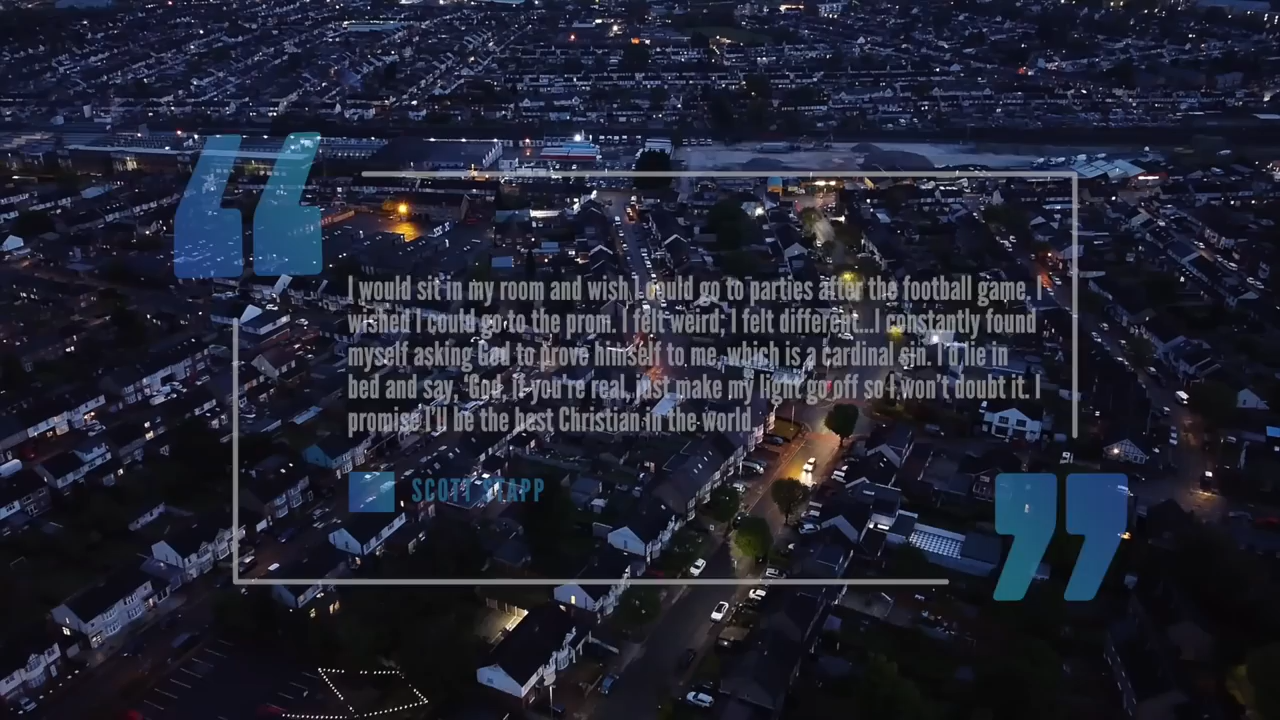 I would sit in my room and wish I could go to parties after the football game. I
wished I could go to the prom. I felt weird; I felt different...I constantly found
myself asking God to prove himself to me, which is a cardinal sin. I'd lie in
bed and say, 'God, if you're real, just make my light go off so I won't doubt it. I
promise I'll be the best Christian in the world.
SCOTT STAPP